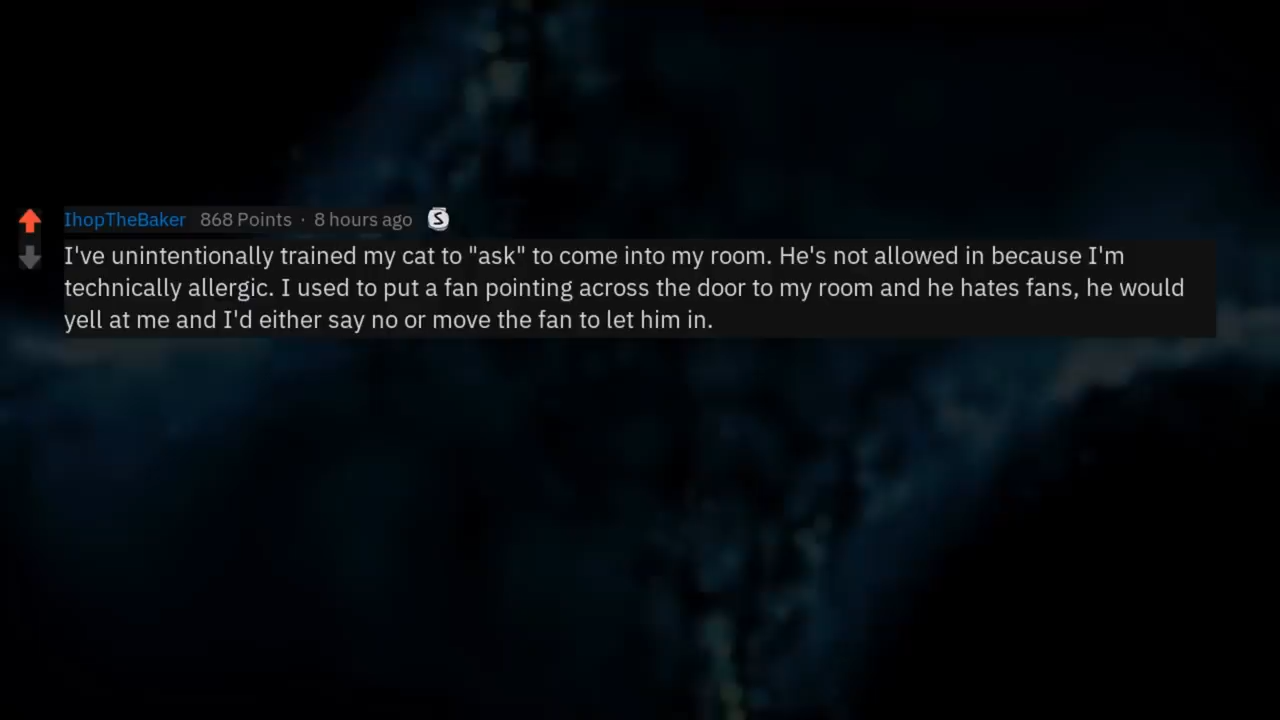 IhopTheBaker 868 Points · 8 hours ago S
I've unintentionally trained my cat to "ask" to come into my room. He's not allowed in because I'm
technically allergic. I used to put a fan pointing across the door to my room and he hates fans, he would
yell at me and I'd either say no or move the fan to let him in.